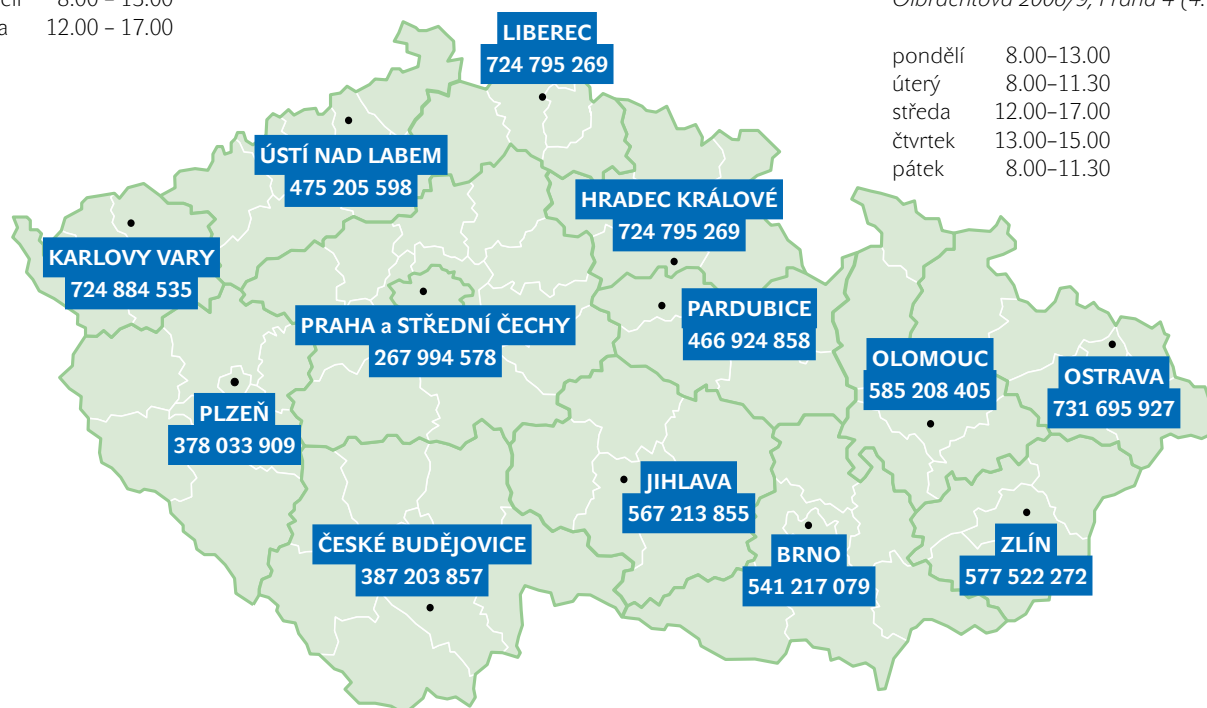 8.00 – 13.00
12.00 – 17.00
pondělí 8.00–13.00
úterý 8.00–11.30
středa 12.00–17.00
čtvrtek 13.00–15.00
pátek 8.00–11.30
LIBEREC
724 795 269
ÚSTÍ NAD LABEM
475 205 598
HRADEC KRÁLOVÉ
724 795 269
KARLOVY VARY
724 884 535
PRAHA a STŘEDNÍ ČECHY
267 994 578
PARDUBICE
466 924 858
OLOMOUC
585 208 405
OSTRAVA
731 695 927
PLZEŇ
378 033 909
JIHLAVA
567 213 855
ČESKÉ BUDĚJOVICE
387 203 857
BRNO
541 217 079
ZLÍN
577 522 272